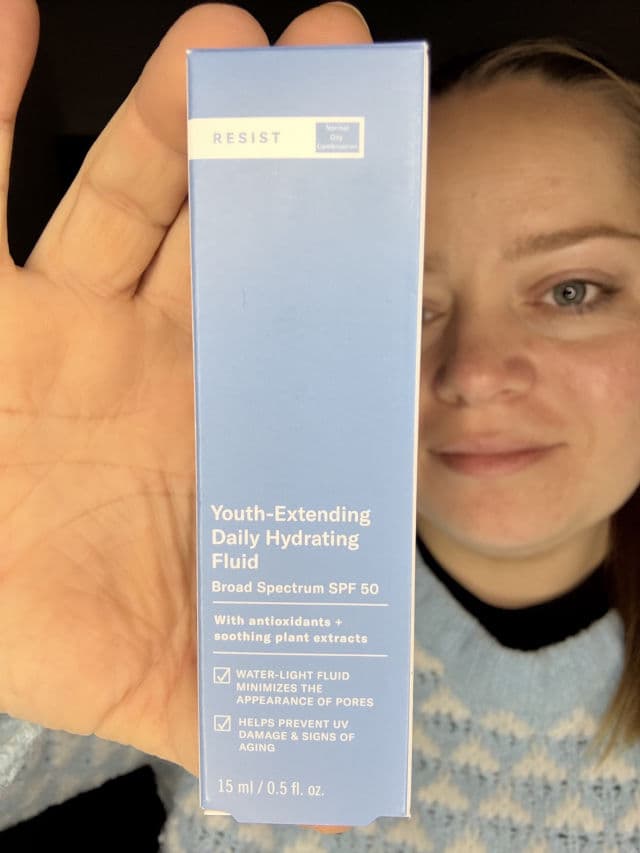 RESIST
Normal
Oily
Combination
Youth-Extending
Daily Hydrating
Fluid
Broad Spectrum SPF 50
With antioxidants +
soothing plant extracts
WATER-LIGHT FLUID
MINIMIZES THE
APPEARANCE OF PORES
HELPS PREVENT UV
DAMAGE & SIGNS OF
AGING
15 ml / 0.5 fl. oz.